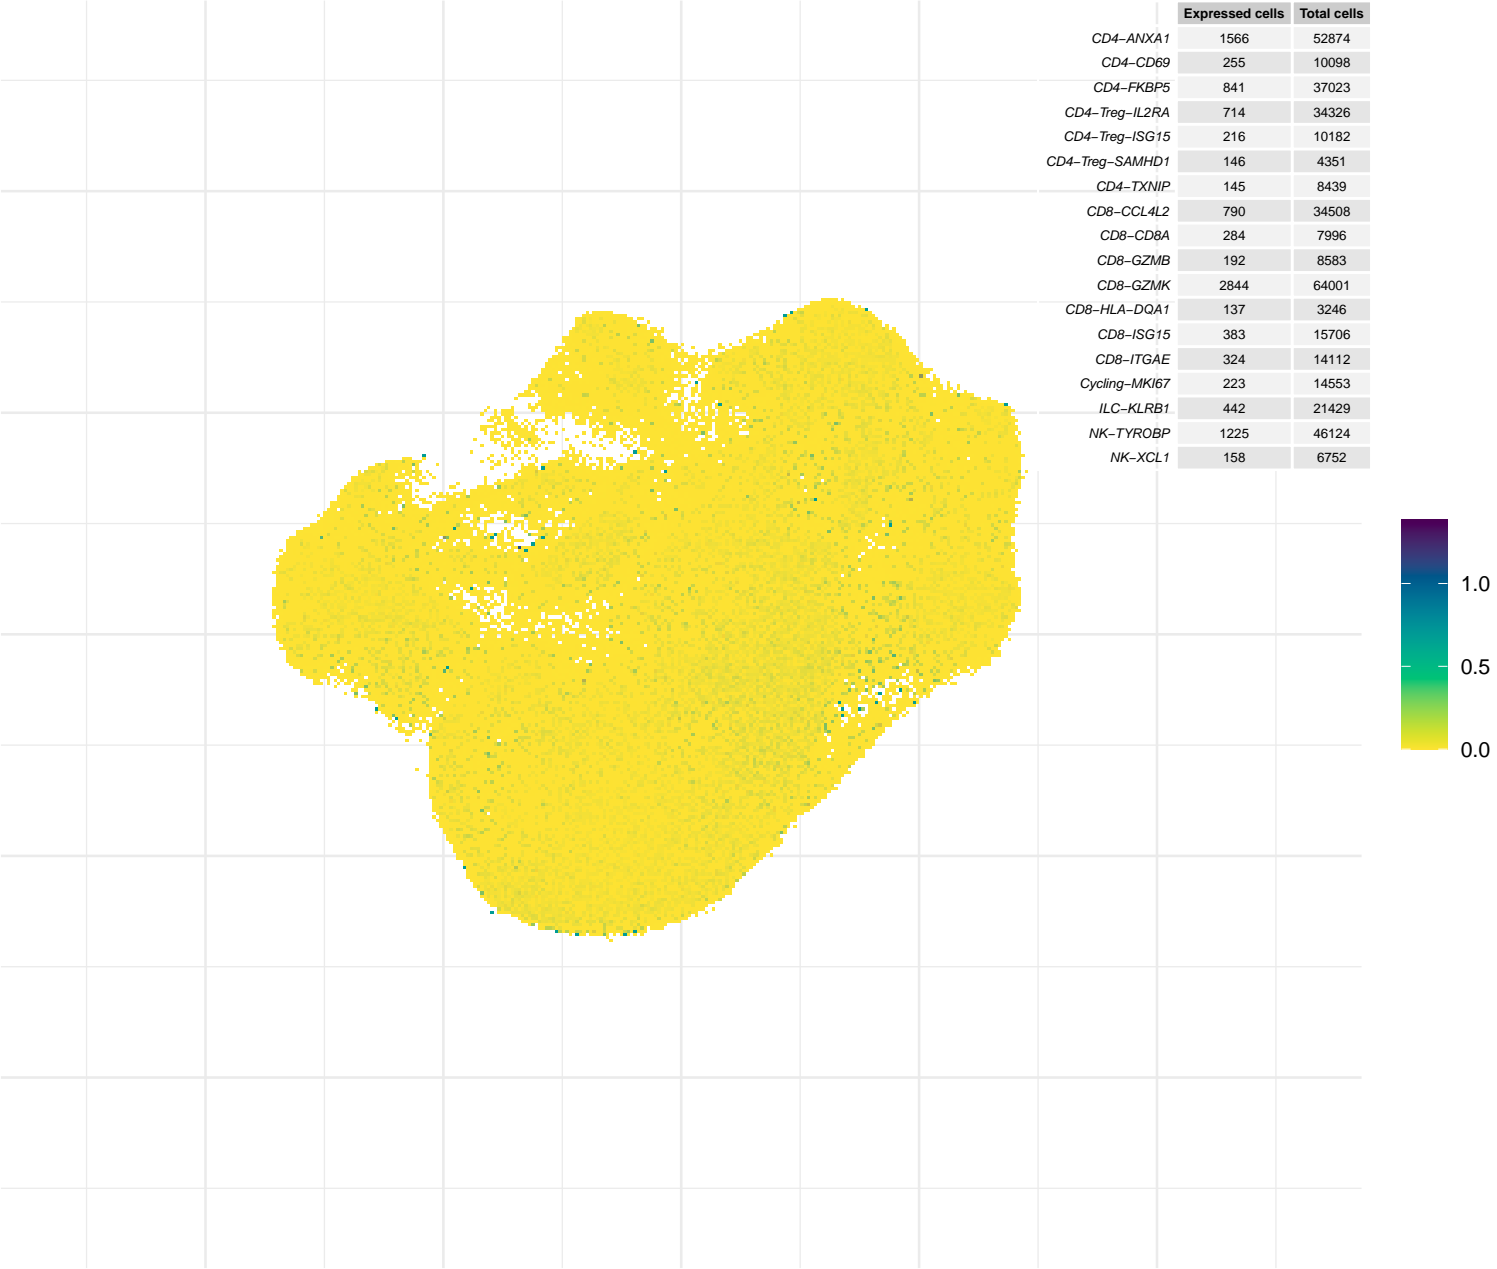 Expressed cells Total cells
CD4−ANXA1 1566 52874
CD4−CD69 255 10098
CD4−FKBP5 841 37023
CD4−Treg−IL2RA 714 34326
CD4−Treg−ISG15 216 10182
CD4−Treg−SAMHD1 146 4351
CD4−TXNIP 145 8439
CD8−CCL4L2 790 34508
CD8−CD8A 284 7996
CD8−GZMB 192 8583
CD8−GZMK 2844 64001
CD8−HLA−DQA1 137 3246
CD8−ISG15 383 15706
CD8−ITGAE 324 14112
Cycling−MKI67 223 14553
ILC−KLRB1 442 21429
NK−TYROBP 1225 46124
NK−XCL1 158 6752
1.0
0.5
0.0